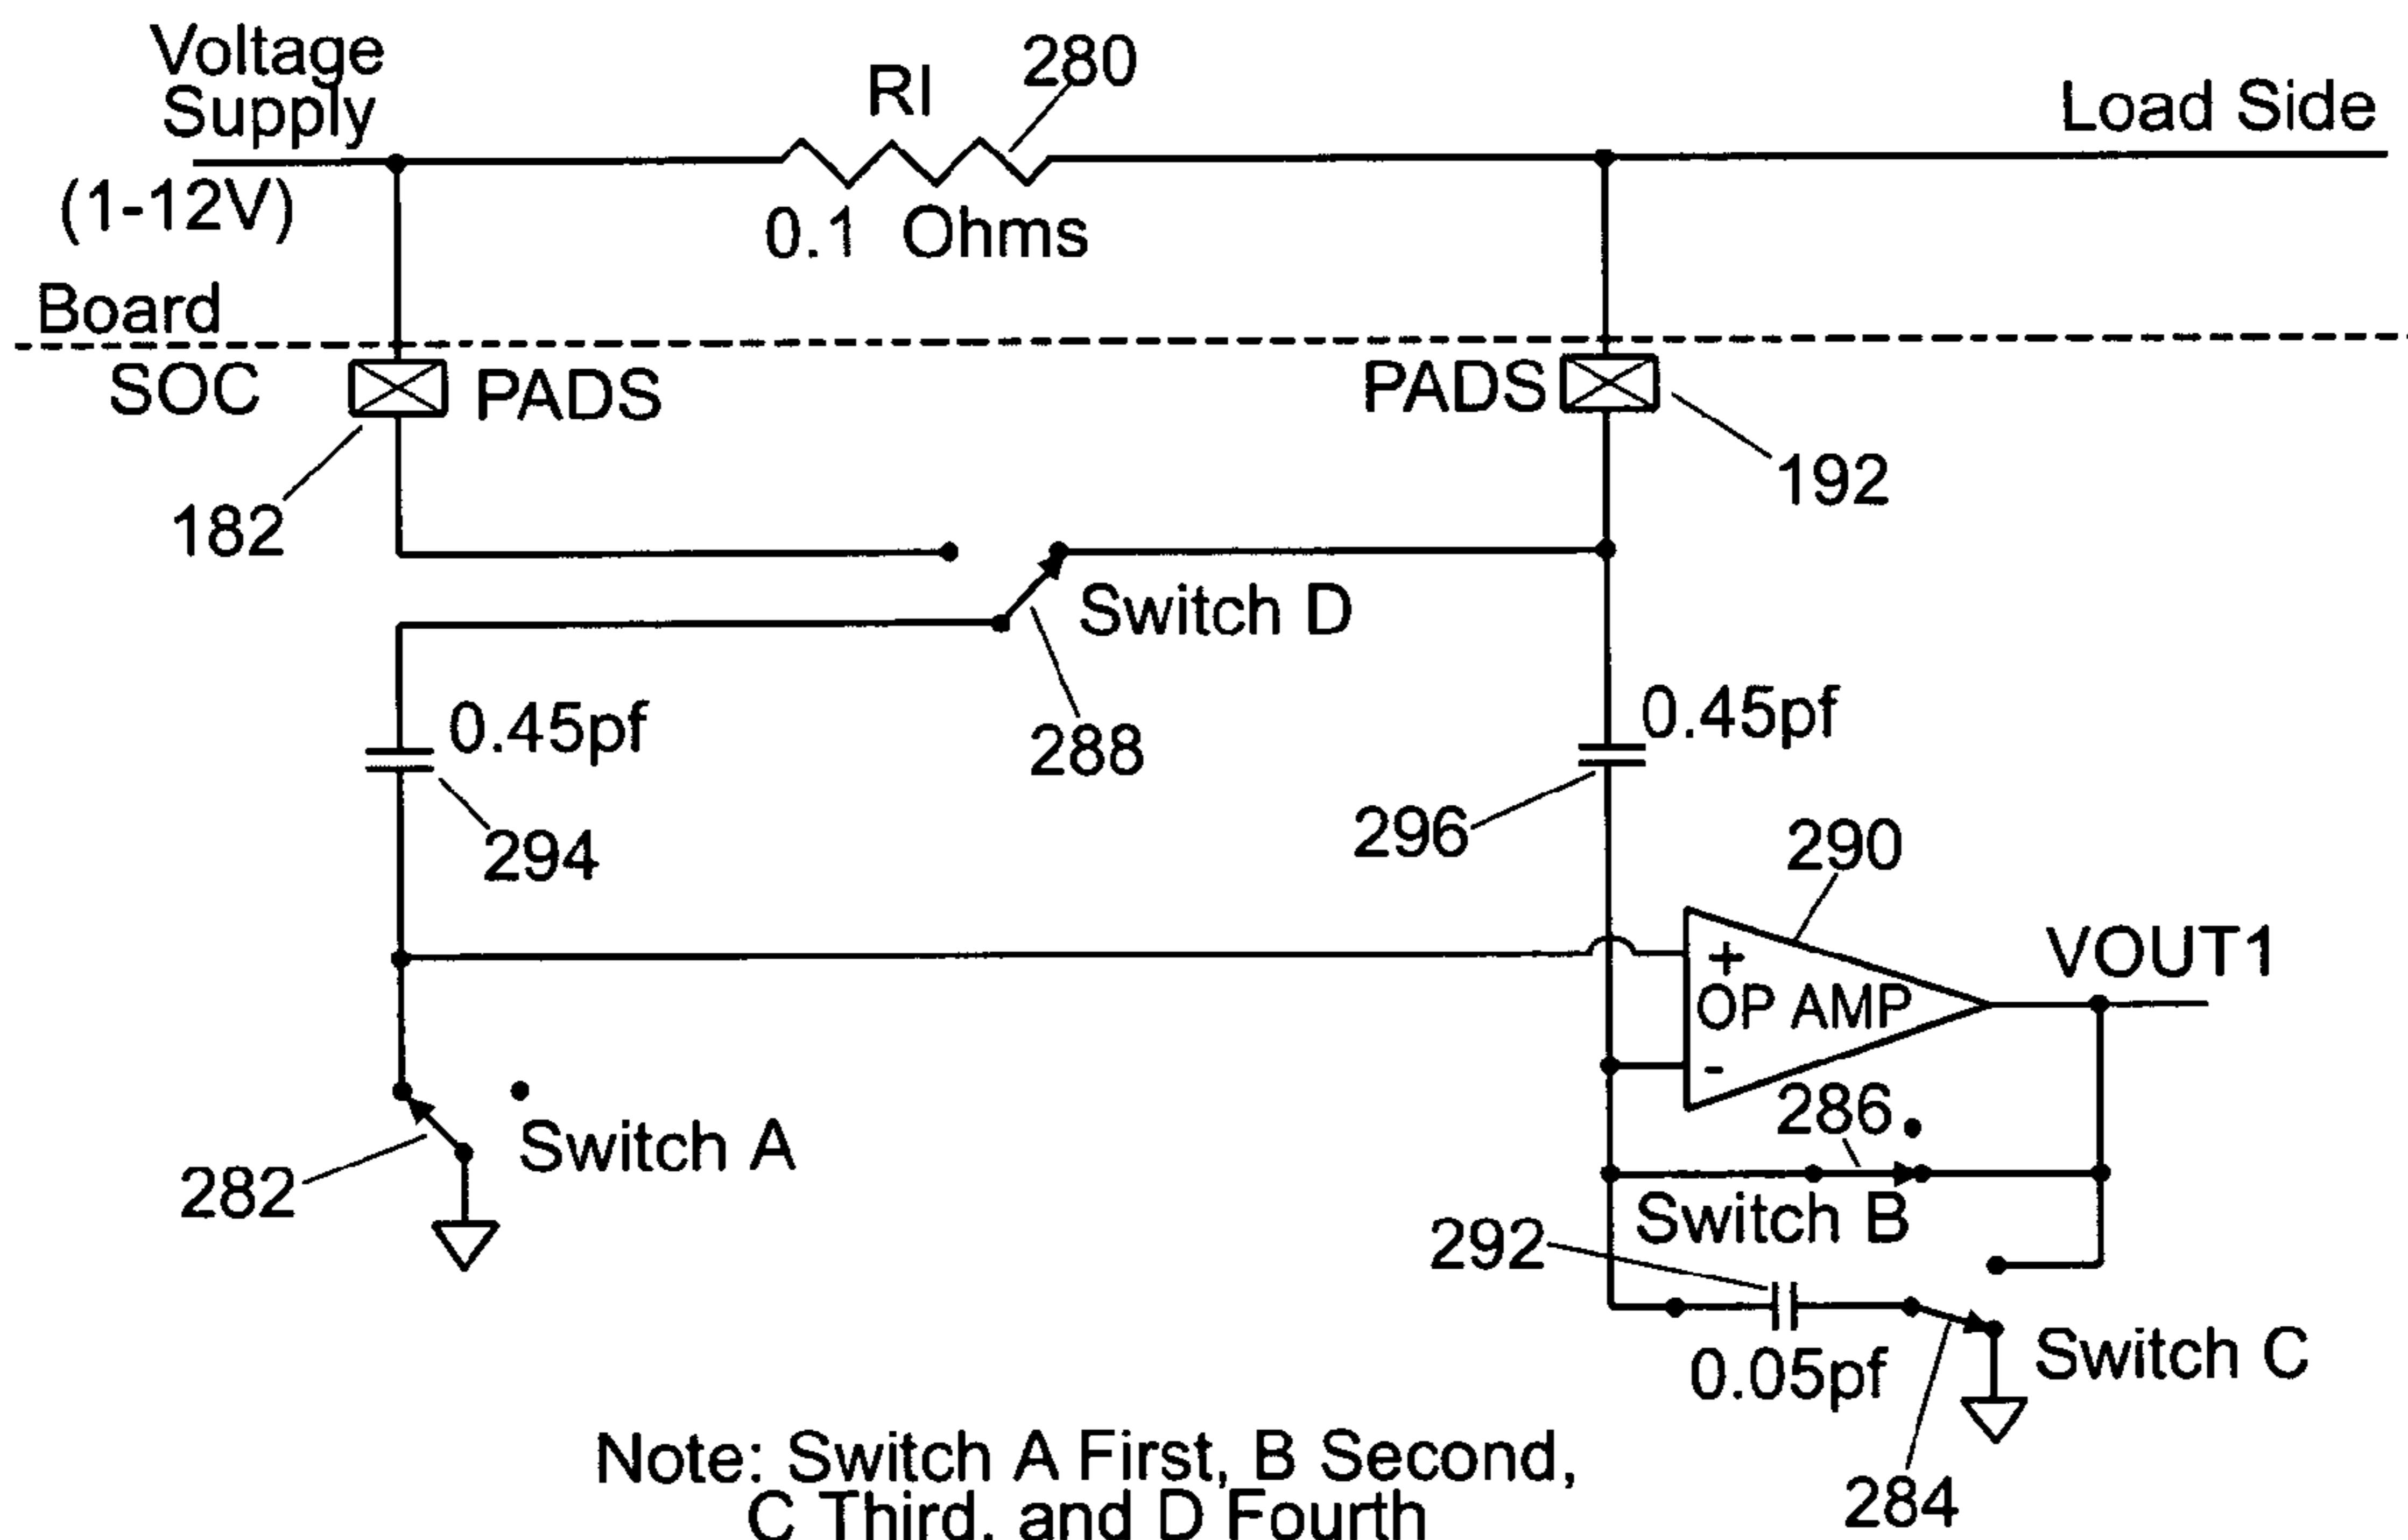 Voltage
Supply
(1-12V)
RI
280
0.1 Ohms
Load Side
Board
SOC
PADS
182
PADS
192
Switch D
288
0.45pf
294
0.45pf
296
290
+
OP AMP
-
VOUT1
286
Switch A
282
Switch B
292
0.05pf
Switch C
284
Note: Switch A First, B Second,
C Third, and D Fourth